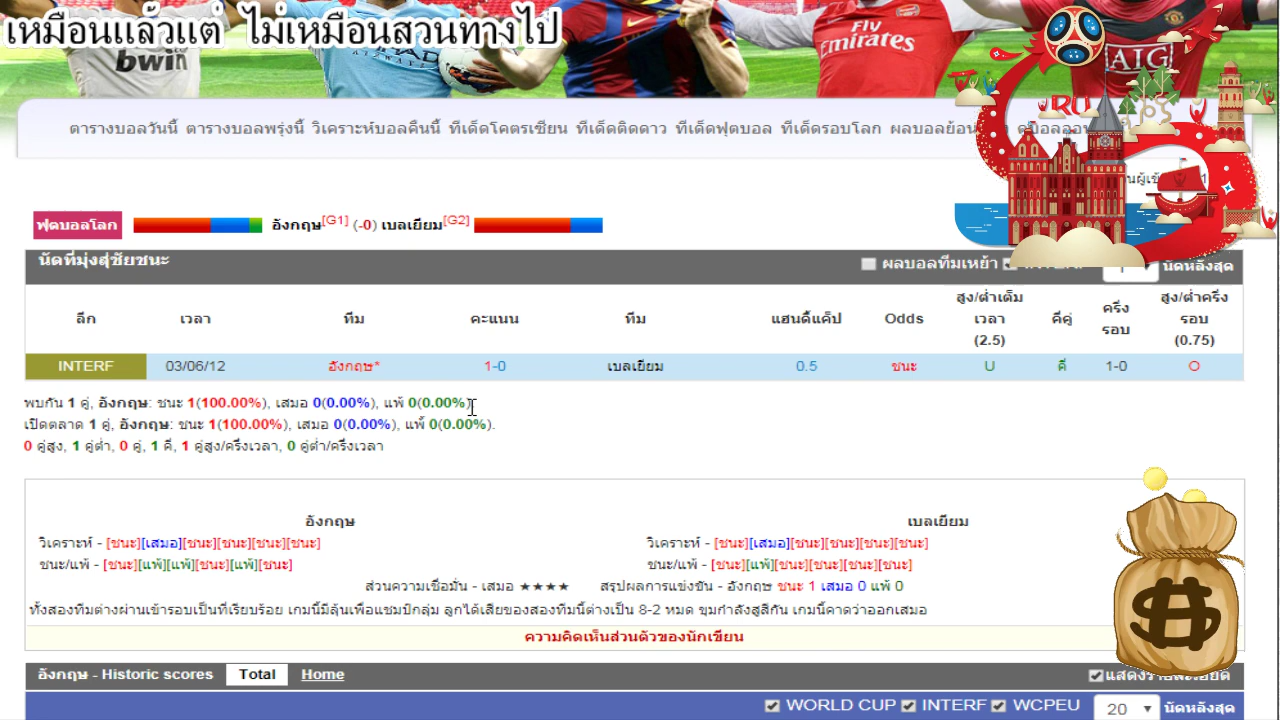 เหมือนแล้วแต่ ไม่เหมือนสวนทางไป
bwin
Fly
Emirates
AIG
ตารางบอลวันนี้ ตารางบอลพรุ่งนี้ วิเคราะห์บอลคืนนี้ ทีเด็ดโคตรเซียน ทีเด็ดติดดาว ทีเด็ดฟุตบอล ทีเด็ดรอบโลก ผลบอลย้อน
ฟุตบอลโลก อังกฤษ[G1] (-0) เบลเยียม[G2]
นัดที่มุ่งสู่ชัยชนะ ผลบอลทีมเหย้า นัดหลังสุด
ลีก เวลา ทีม คะแนน ทีม แฮนดิ์แค๊ป Odds สูง/ต่ำเต็มเวลา (2.5) คี่คู่ ครึ่งรอบ สูง/ต่ำครึ่งรอบ (0.75)
INTERF 03/06/12 อังกฤษ* 1-0 เบลเยียม 0.5 ชนะ U คี่ 1-0 O
พบกัน 1 คู่, อังกฤษ: ชนะ 1(100.00%), เสมอ 0(0.00%), แพ้ 0(0.00%)
เปิดตลาด 1 คู่, อังกฤษ: ชนะ 1(100.00%), เสมอ 0(0.00%), แพ้ 0(0.00%).
0 คู่สูง, 1 คู่ต่ำ, 0 คู่, 1 คี่, 1 คู่สูง/ครึ่งเวลา, 0 คู่ต่ำ/ครึ่งเวลา
อังกฤษ เบลเยียม
วิเคราะห์ - [ชนะ][เสมอ][ชนะ][ชนะ][ชนะ][ชนะ] วิเคราะห์ - [ชนะ][เสมอ][ชนะ][ชนะ][ชนะ][ชนะ]
ชนะ/แพ้ - [ชนะ][แพ้][แพ้][ชนะ][แพ้][ชนะ] ชนะ/แพ้ - [ชนะ][แพ้][ชนะ][ชนะ][ชนะ][ชนะ]
ส่วนความเชื่อมั่น - เสมอ ★★★★ สรุปผลการแข่งขัน - อังกฤษ ชนะ 1 เสมอ 0 แพ้ 0
ทั้งสองทีมต่างผ่านเข้ารอบเป็นที่เรียบร้อย เกมนี้มีลุ้นเพื่อแชมป์กลุ่ม ลูกได้เสียของสองทีมนี้ต่างเป็น 8-2 หมด ขุมกำลังสูสีกัน เกมนี้คาดว่าออกเสมอ
ความคิดเห็นส่วนตัวของนักเขียน
อังกฤษ - Historic scores Total Home แสดงรายละเอียด
WORLD CUP INTERF WCPEU 20 นัดหลังสุด